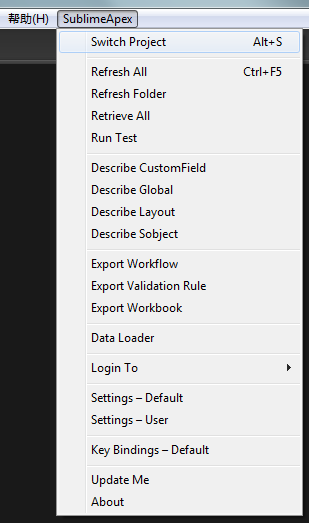 帮助(H) SublimeApex
Switch Project Alt+S
Refresh All Ctrl+F5
Refresh Folder
Retrieve All
Run Test
Describe CustomField
Describe Global
Describe Layout
Describe Sobject
Export Workflow
Export Validation Rule
Export Workbook
Data Loader
Login To
Settings – Default
Settings – User
Key Bindings – Default
Update Me
About